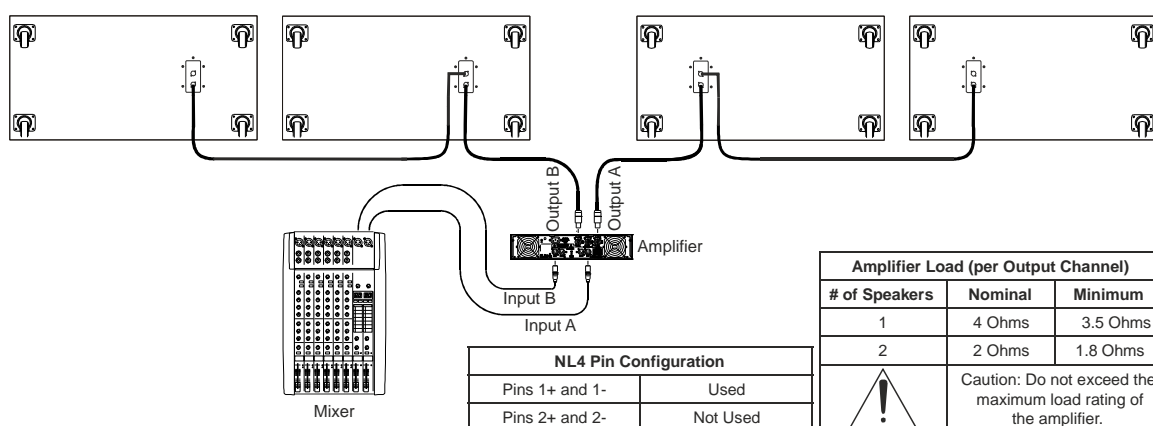 Output B
Output A
Amplifier
Input B
Input A
Mixer
NL4 Pin Configuration
Pins 1+ and 1- Used
Pins 2+ and 2- Not Used
Amplifier Load (per Output Channel)
# of Speakers Nominal Minimum
1 4 Ohms 3.5 Ohms
2 2 Ohms 1.8 Ohms
Caution: Do not exceed the
maximum load rating of
the amplifier.